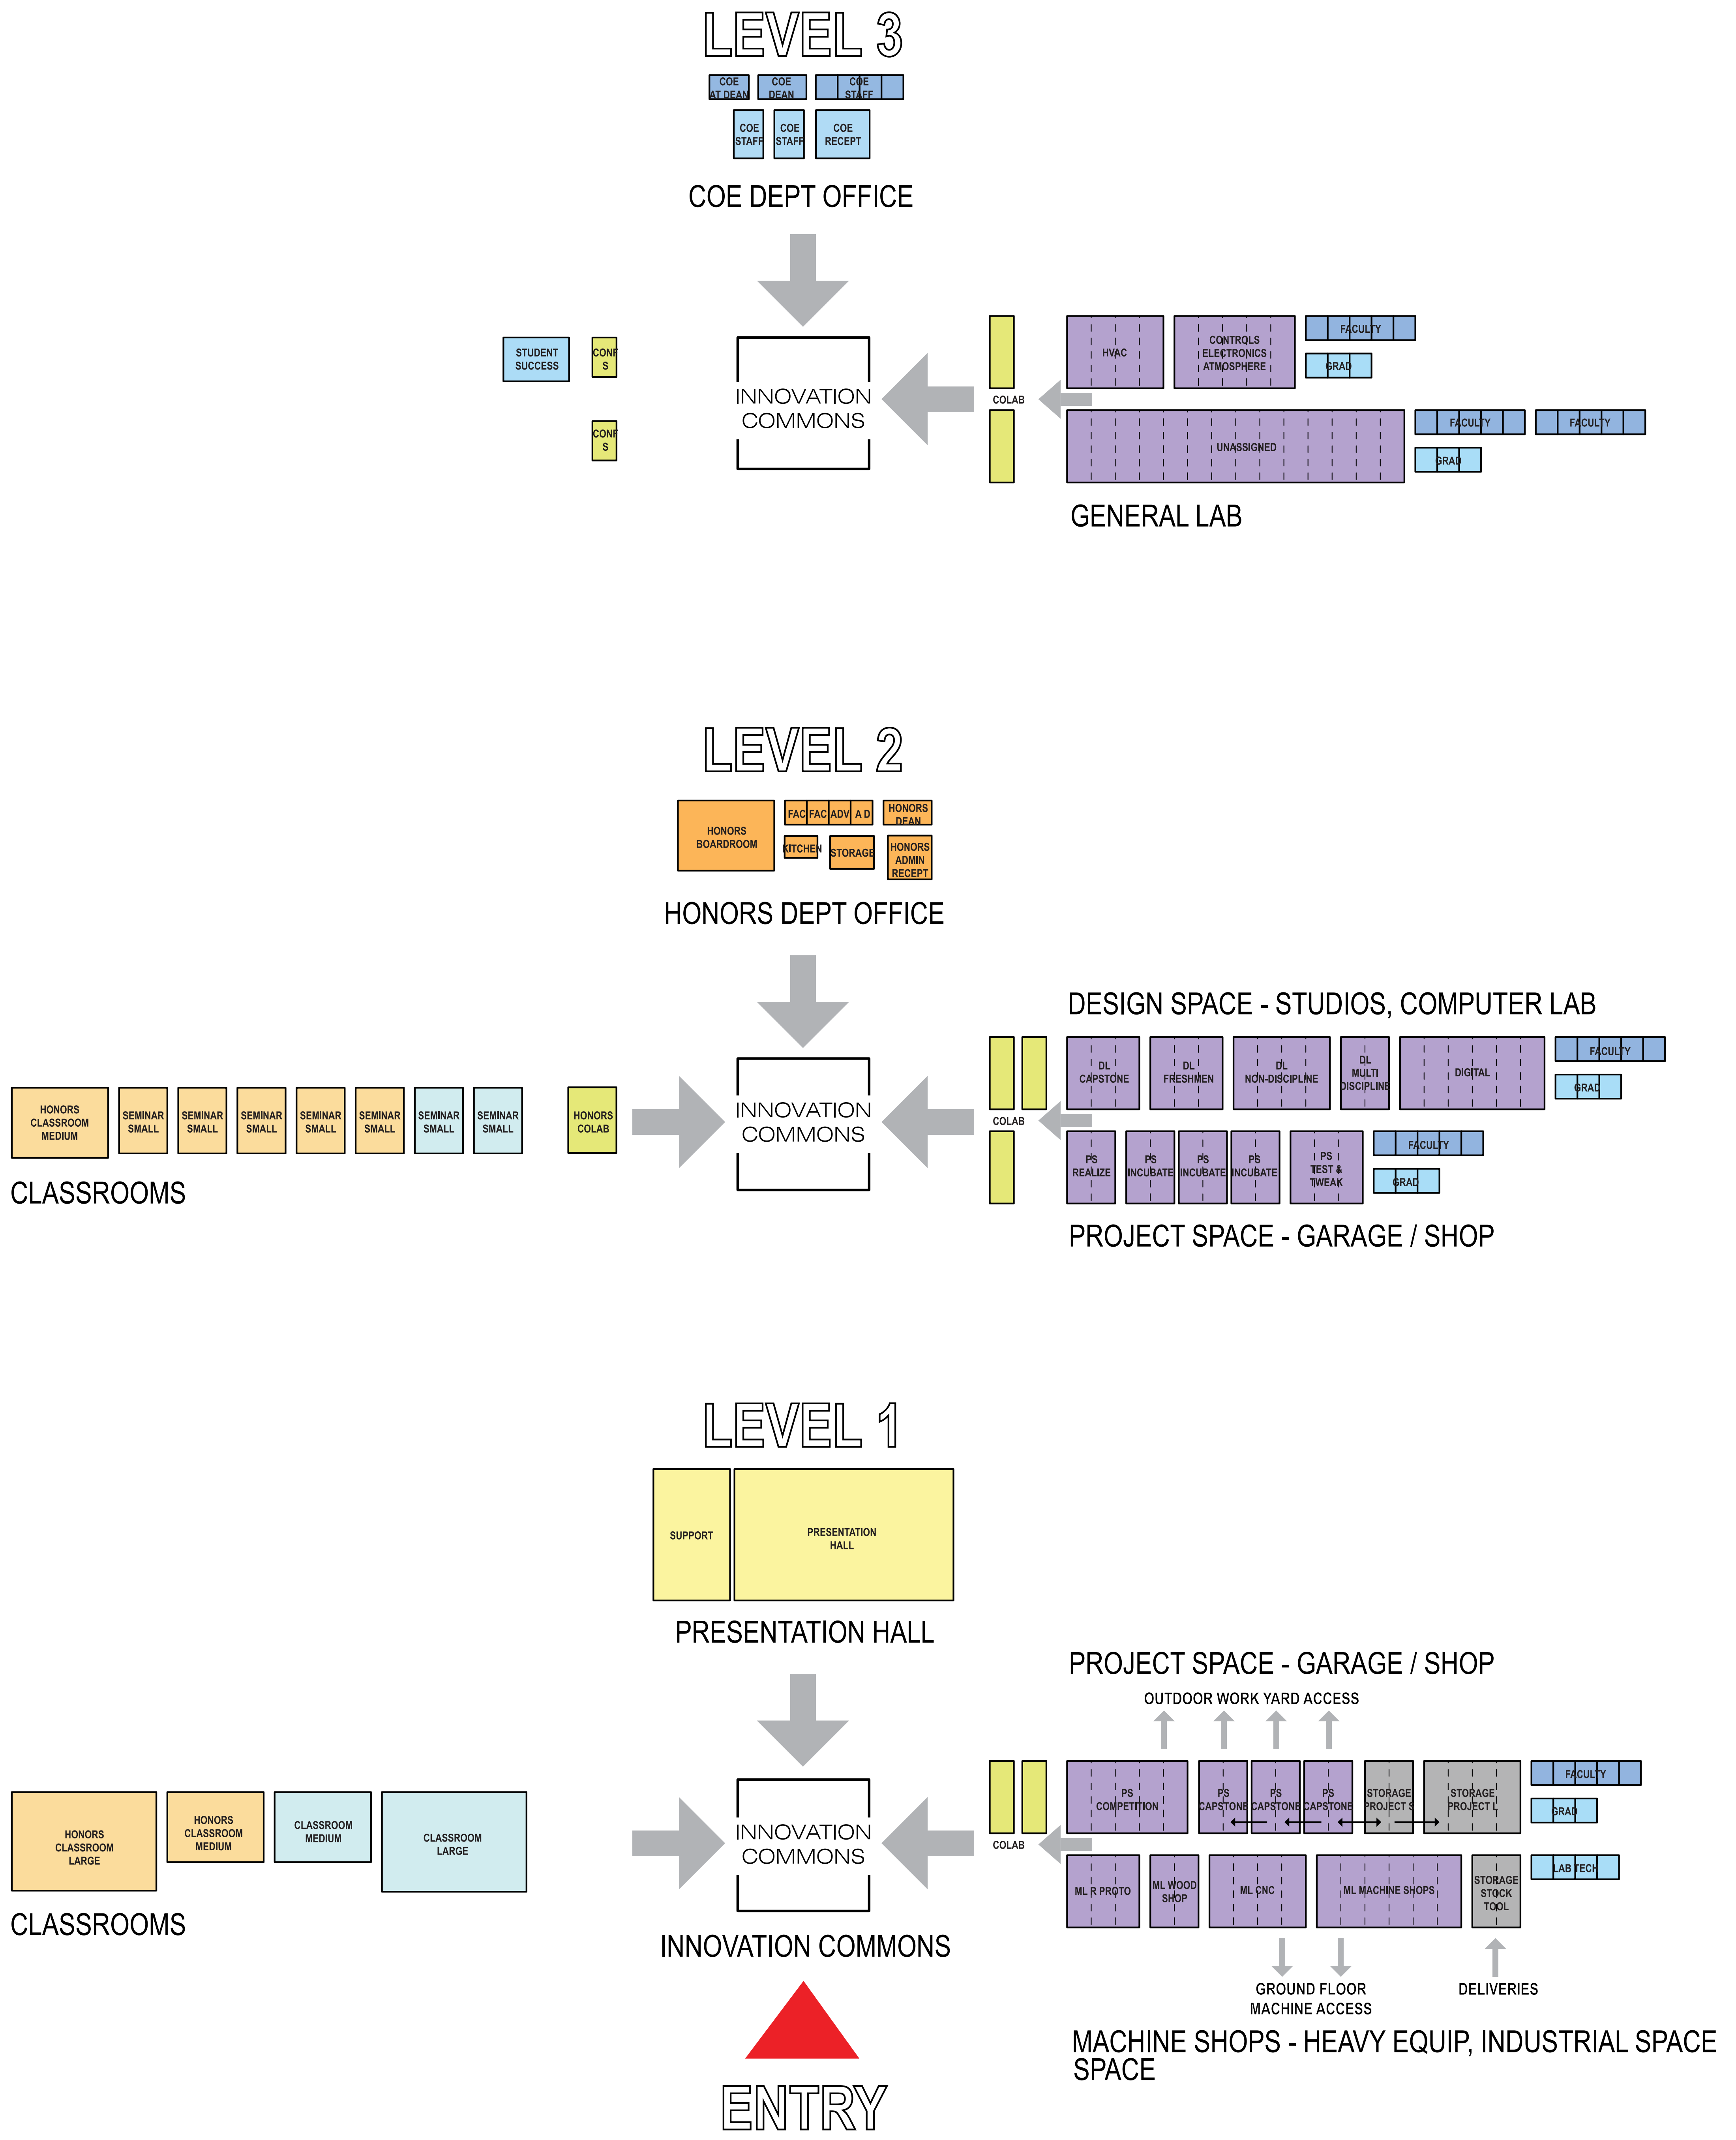 LEVEL 3
COE
AT DEAN
COE
DEAN
COE
STAFF
COE
STAFF
COE
STAFF
COE
RECEPT
COE DEPT OFFICE
STUDENT
SUCCESS
CONF
S
CONF
S
INNOVATION
COMMONS
COLAB
HVAC
CONTROLS
ELECTRONICS
ATMOSPHERE
FACULTY
GRAD
UNASSIGNED
FACULTY
FACULTY
GRAD
GENERAL LAB
LEVEL 2
HONORS
BOARDROOM
FAC
FAC
ADV
A D
HONORS
DEAN
KITCHEN
STORAGE
HONORS
ADMIN
RECEPT
HONORS DEPT OFFICE
DESIGN SPACE - STUDIOS, COMPUTER LAB
HONORS
CLASSROOM
MEDIUM
SEMINAR
SMALL
SEMINAR
SMALL
SEMINAR
SMALL
SEMINAR
SMALL
SEMINAR
SMALL
SEMINAR
SMALL
SEMINAR
SMALL
HONORS
COLAB
CLASSROOMS
INNOVATION
COMMONS
COLAB
DL
CAPSTONE
DL
FRESHMEN
DL
NON-DISCIPLINE
DL
MULTI
DISCIPLINE
DIGITAL
FACULTY
GRAD
PS
REALIZE
PS
INCUBATE
PS
INCUBATE
PS
INCUBATE
PS
TEST &
TWEAK
FACULTY
GRAD
PROJECT SPACE - GARAGE / SHOP
LEVEL 1
SUPPORT
PRESENTATION
HALL
PRESENTATION HALL
PROJECT SPACE - GARAGE / SHOP
OUTDOOR WORK YARD ACCESS
HONORS
CLASSROOM
LARGE
HONORS
CLASSROOM
MEDIUM
CLASSROOM
MEDIUM
CLASSROOM
LARGE
CLASSROOMS
INNOVATION
COMMONS
INNOVATION COMMONS
COLAB
PS
COMPETITION
PS
CAPSTONE
PS
CAPSTONE
PS
CAPSTONE
STORAGE
PROJECT S
STORAGE
PROJECT L
FACULTY
GRAD
ML R PROTO
ML WOOD
SHOP
ML CNC
ML MACHINE SHOPS
STORAGE
STOCK
TOOL
LAB TECH
GROUND FLOOR
MACHINE ACCESS
DELIVERIES
MACHINE SHOPS - HEAVY EQUIP, INDUSTRIAL SPACE
SPACE
ENTRY